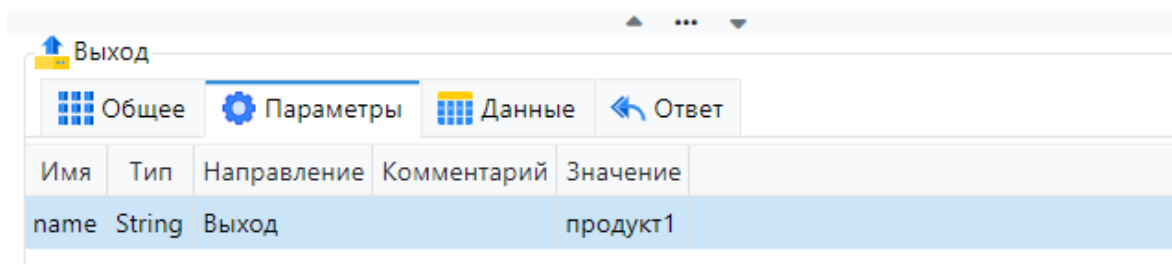 Выход
Общее Параметры Данные Ответ
Имя Тип Направление Комментарий Значение
name String Выход продукт1